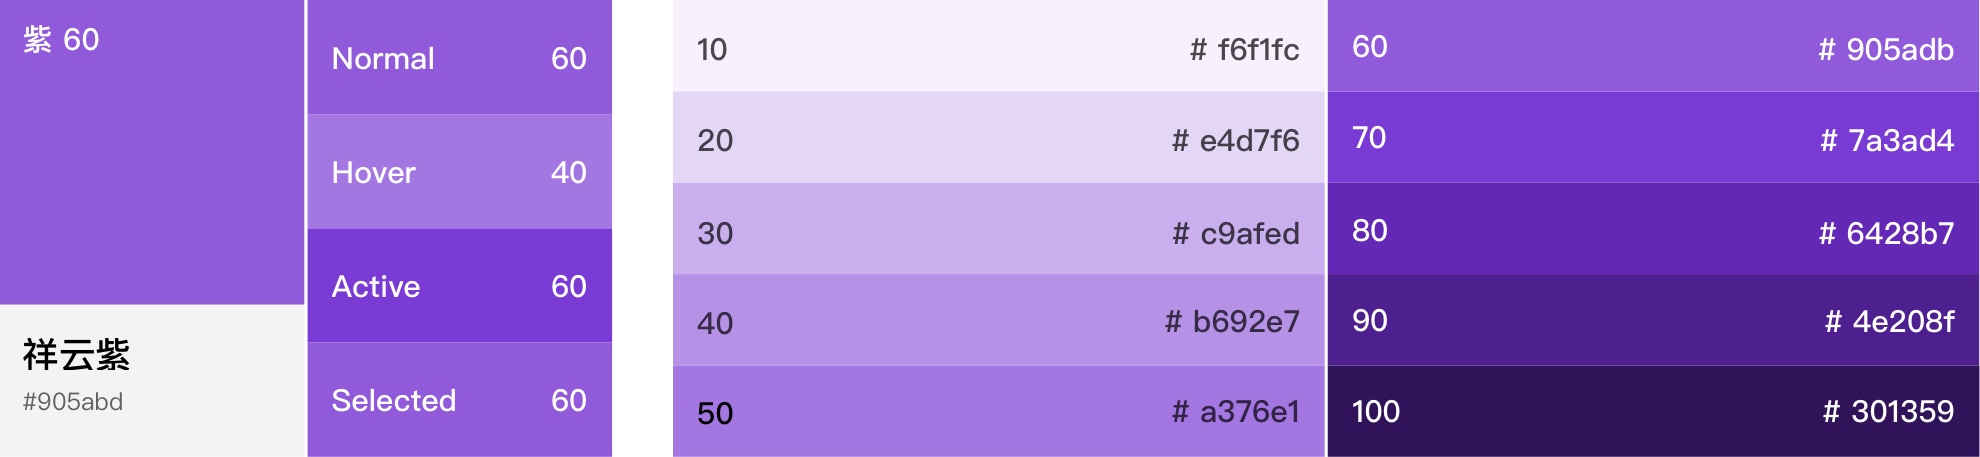 紫 60
祥云紫
#905abd
Normal 60
Hover 40
Active 60
Selected 60
10 # f6f1fc
20 # e4d7f6
30 # c9afed
40 # b692e7
50 # a376e1
60 # 905adb
70 # 7a3ad4
80 # 6428b7
90 # 4e208f
100 # 301359